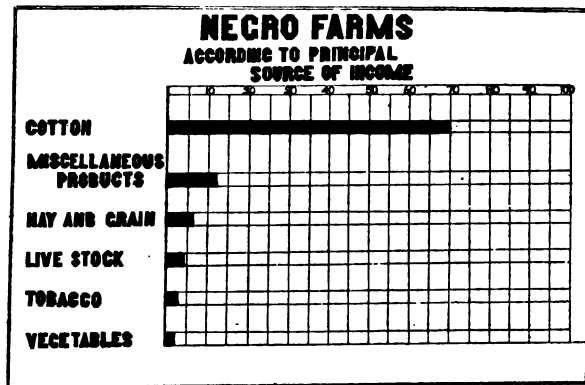 NEGRO FARMS
ACCORDING TO PRINCIPAL
SOURCE OF INCOME
10 20 30 40 50 60 70 80 90 100
COTTON
MISCELLANEOUS
PRODUCTS
HAY AND GRAIN
LIVE STOCK
TOBACCO
VEGETABLES